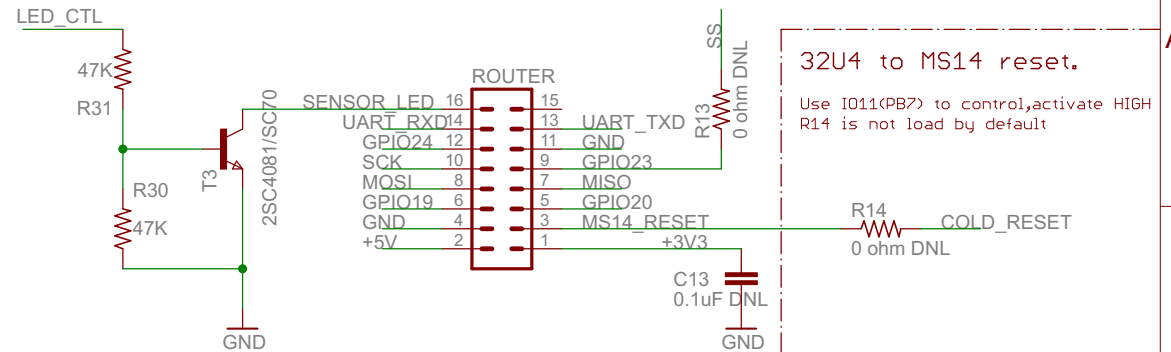 LED_CTL
47K
R31
R30
47K
T3
2SC4081/SC70
GND
ROUTER
SENSOR_LED 16 15
UART_RXD 14 13 UART_TXD
GPIO24 12 11 GND
SCK 10 9 GPIO23
MOSI 8 7 MISO
GPIO19 6 5 GPIO20
GND 4 3 MS14_RESET
+5V 2 1 +3V3
SS
R13
0 ohm DNL
C13
0.1uF DNL
GND
32U4 to MS14 reset.
Use IO11(PB7) to control,activate HIGH
R14 is not load by default
R14
0 ohm DNL
COLD_RESET